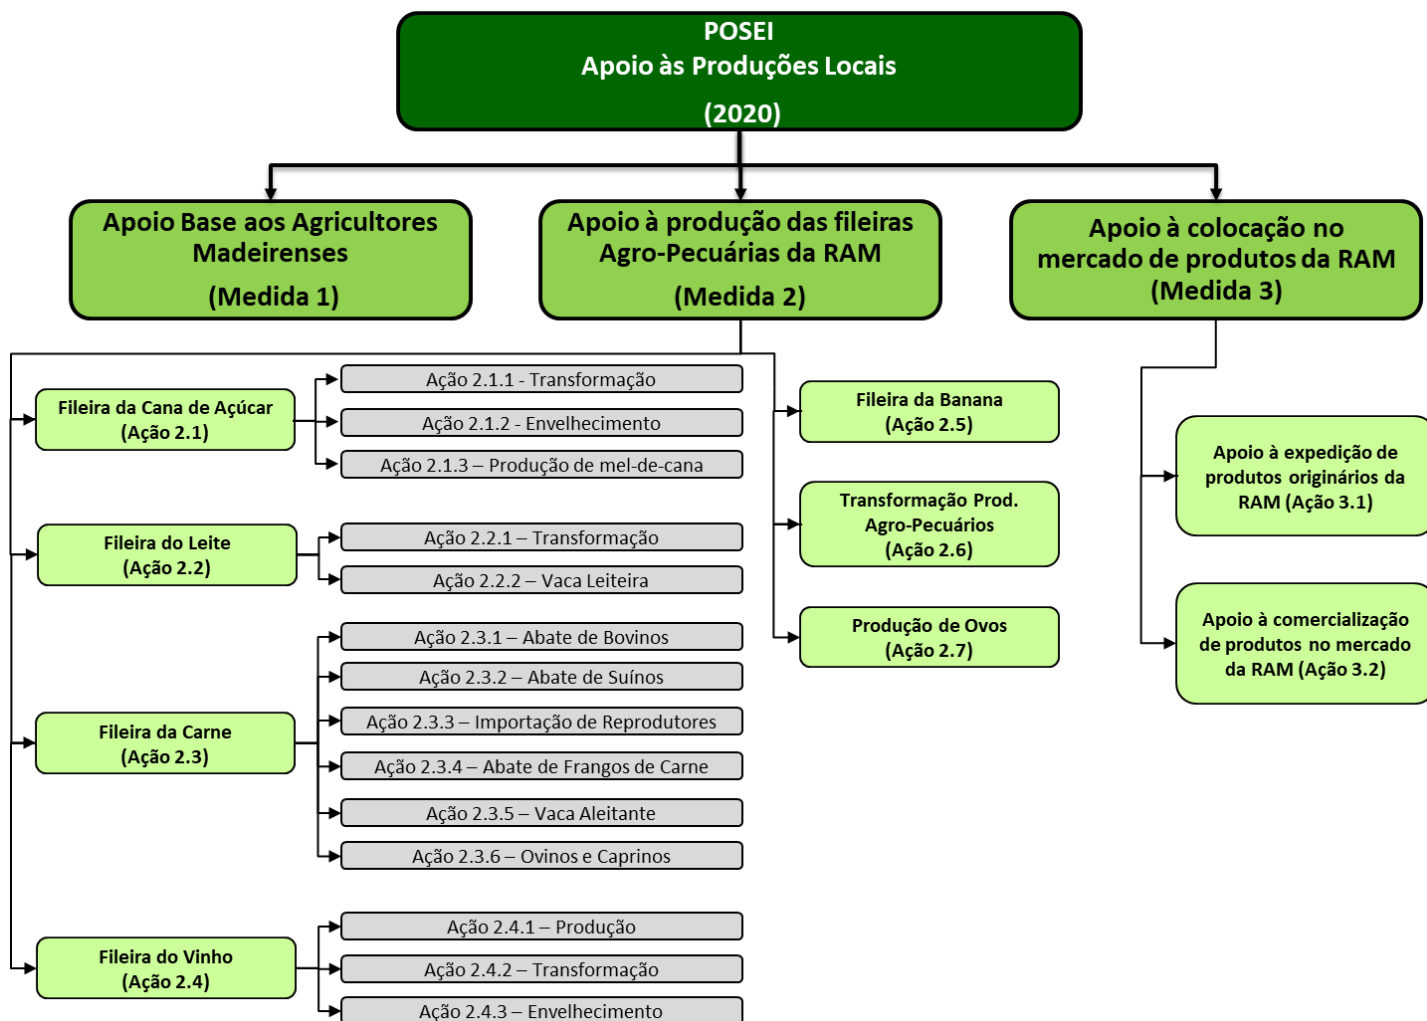 POSEI
Apoio às Produções Locais
(2020)
Apoio Base aos Agricultores
Madeirenses
(Medida 1)
Apoio à produção das fileiras
Agro-Pecuárias da RAM
(Medida 2)
Apoio à colocação no
mercado de produtos da RAM
(Medida 3)
Fileira da Cana de Açúcar
(Ação 2.1)
Ação 2.1.1 - Transformação
Ação 2.1.2 - Envelhecimento
Ação 2.1.3 – Produção de mel-de-cana
Fileira do Leite
(Ação 2.2)
Ação 2.2.1 – Transformação
Ação 2.2.2 – Vaca Leiteira
Fileira da Carne
(Ação 2.3)
Ação 2.3.1 – Abate de Bovinos
Ação 2.3.2 – Abate de Suínos
Ação 2.3.3 – Importação de Reprodutores
Ação 2.3.4 – Abate de Frangos de Carne
Ação 2.3.5 – Vaca Aleitante
Ação 2.3.6 – Ovinos e Caprinos
Fileira do Vinho
(Ação 2.4)
Ação 2.4.1 – Produção
Ação 2.4.2 – Transformação
Ação 2.4.3 – Envelhecimento
Fileira da Banana
(Ação 2.5)
Transformação Prod.
Agro-Pecuários
(Ação 2.6)
Produção de Ovos
(Ação 2.7)
Apoio à expedição de
produtos originários da
RAM (Ação 3.1)
Apoio à comercialização
de produtos no mercado
da RAM (Ação 3.2)